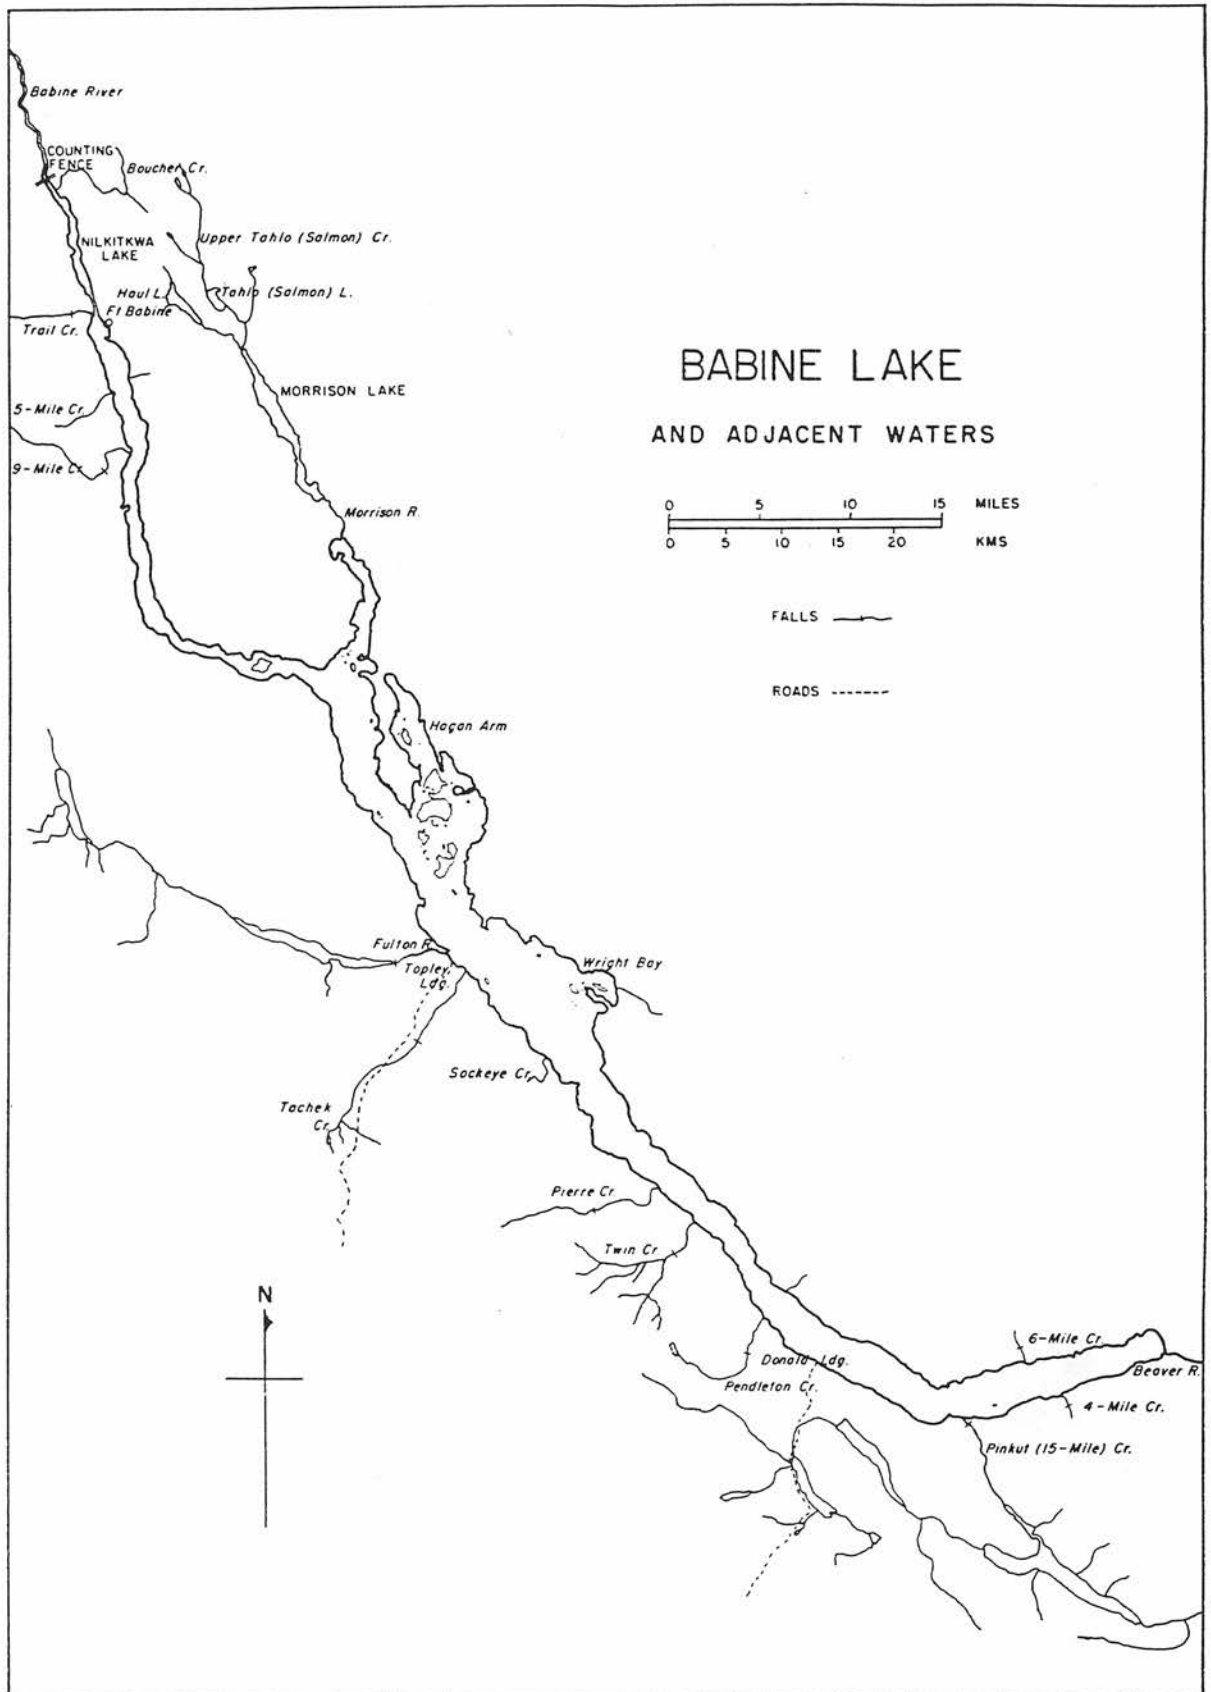 Babine River
COUNTING
FENCE
Boucher Cr.
NILKITKWA
LAKE
Upper Tahlo (Salmon) Cr.
Haul L.
Tahlo (Salmon) L.
Ft Babine
Trail Cr.
BABINE LAKE
MORRISON LAKE
5-Mile Cr.
AND ADJACENT WATERS
9-Mile Cr.
0 5 10 15 MILES
Morrison R.
0 5 10 15 20 KMS
FALLS
ROADS
Hagan Arm
Fulton R.
Wright Bay
Topley
Ldg.
Sockeye Cr.
Tachek
Cr.
Pierre Cr.
Twin Cr.
N
6-Mile Cr.
Donald Ldg.
Beaver R.
Pendleton Cr.
4-Mile Cr.
Pinkut (15-Mile) Cr.